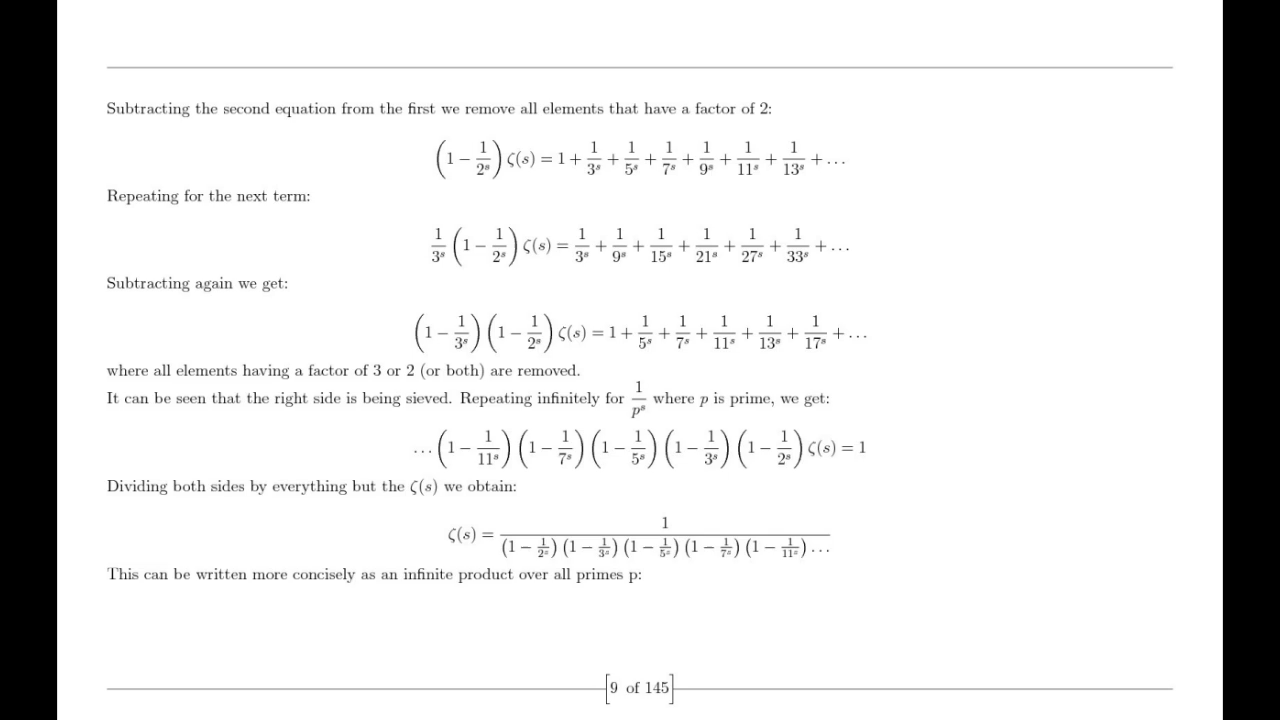 Subtracting the second equation from the first we remove all elements that have a factor of 2:
(1 − 1/2^s) ζ(s) = 1 + 1/3^s + 1/5^s + 1/7^s + 1/9^s + 1/11^s + 1/13^s + ...
Repeating for the next term:
1/3^s (1 − 1/2^s) ζ(s) = 1/3^s + 1/9^s + 1/15^s + 1/21^s + 1/27^s + 1/33^s + ...
Subtracting again we get:
(1 − 1/3^s) (1 − 1/2^s) ζ(s) = 1 + 1/5^s + 1/7^s + 1/11^s + 1/13^s + 1/17^s + ...
where all elements having a factor of 3 or 2 (or both) are removed.
It can be seen that the right side is being sieved. Repeating infinitely for 1/p^s where p is prime, we get:
... (1 − 1/11^s) (1 − 1/7^s) (1 − 1/5^s) (1 − 1/3^s) (1 − 1/2^s) ζ(s) = 1
Dividing both sides by everything but the ζ(s) we obtain:
ζ(s) = 1/((1 − 1/2^s) (1 − 1/3^s) (1 − 1/5^s) (1 − 1/7^s) (1 − 1/11^s) ...)
This can be written more concisely as an infinite product over all primes p:
[9 of 145]